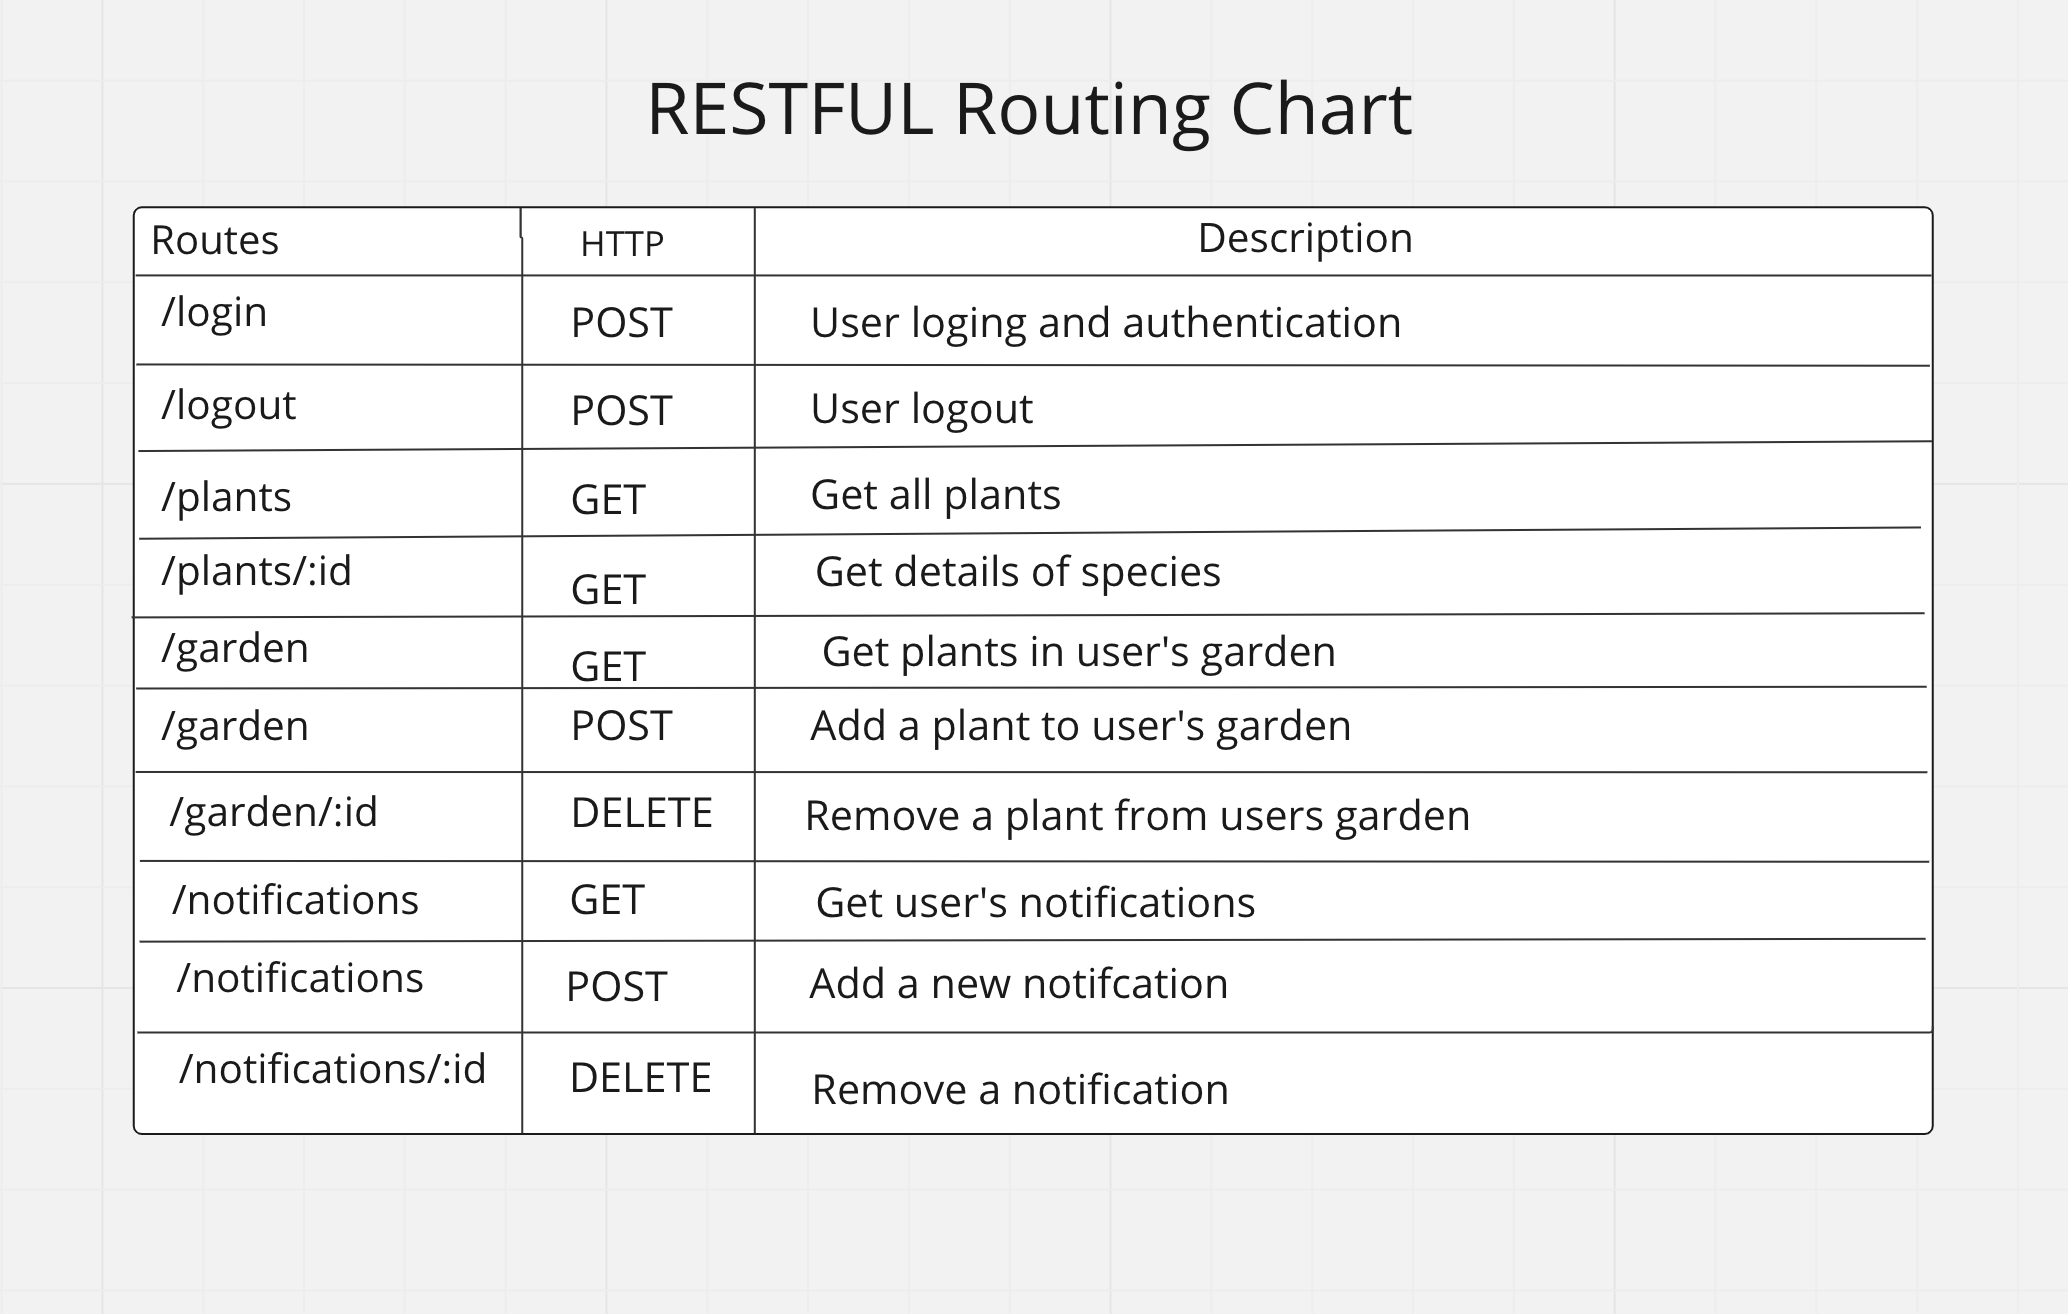 RESTFUL Routing Chart
Routes HTTP Description
/login POST User loging and authentication
/logout POST User logout
/plants GET Get all plants
/plants/:id GET Get details of species
/garden GET Get plants in user's garden
/garden POST Add a plant to user's garden
/garden/:id DELETE Remove a plant from users garden
/notifications GET Get user's notifications
/notifications POST Add a new notifcation
/notifications/:id DELETE Remove a notification